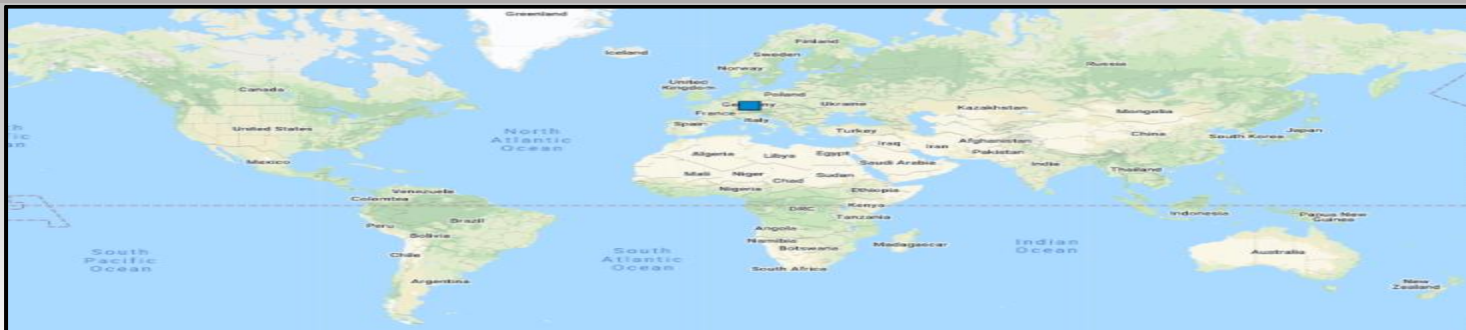 Greenland
Iceland
Finland
Sweden
Norway
Russia
United
Kingdom
Canada
Poland
Ukraine
Kazakhstan
Mongolia
France
Italy
Spain
United States
North
Atlantic
Ocean
Turkey
China
South Korea
Japan
Afghanistan
Iraq
Iran
Pakistan
Algeria
Libya
Egypt
Saudi Arabia
India
Mexico
Thailand
Mali
Niger
Chad
Sudan
Venezuela
Nigeria
Ethiopia
Colombia
DRC
Kenya
Indonesia
Papua New
Guinea
Brazil
Tanzania
Peru
Bolivia
Angola
Namibia
Botswana
Madagascar
South
Pacific
Ocean
Chile
South
Atlantic
Ocean
Indian
Ocean
Australia
South Africa
Argentina
New
Zealand